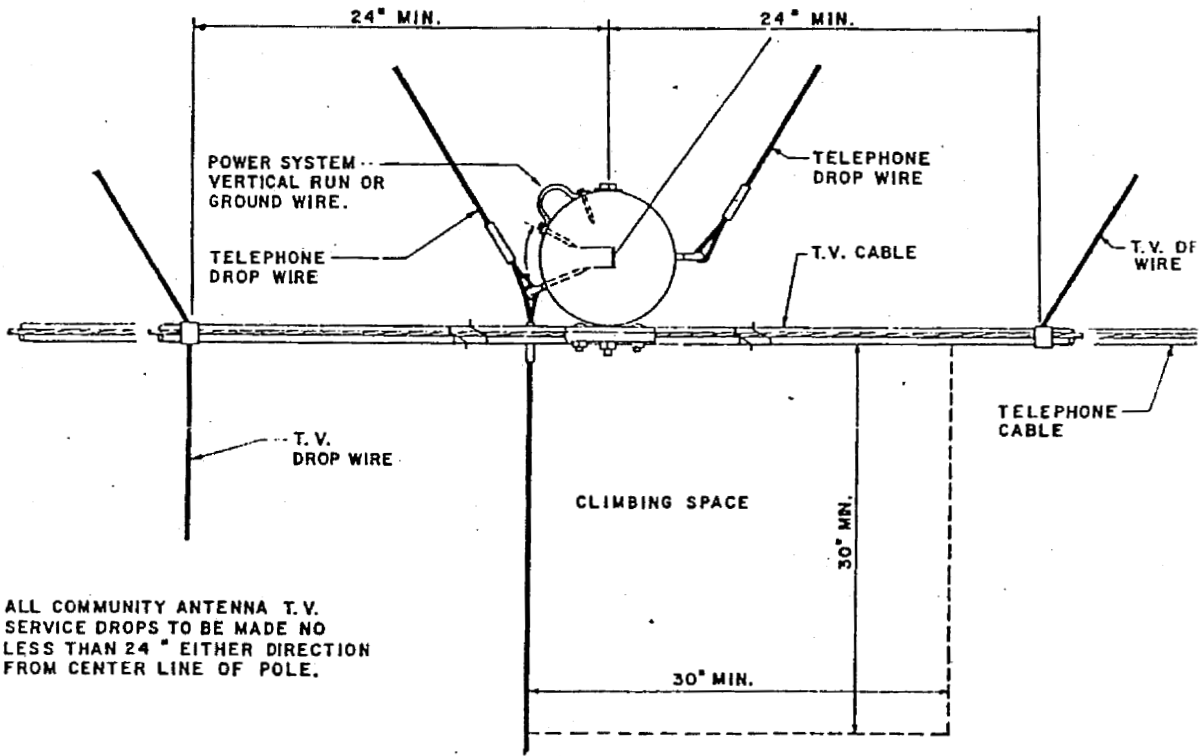 24" MIN.
24" MIN.
POWER SYSTEM
VERTICAL RUN OR
GROUND WIRE.
TELEPHONE
DROP WIRE
TELEPHONE
DROP WIRE
T.V. CABLE
T.V.
WIRE
TELEPHONE
CABLE
T.V.
DROP WIRE
CLIMBING SPACE
30" MIN.
30" MIN.
ALL COMMUNITY ANTENNA T.V.
SERVICE DROPS TO BE MADE NO
LESS THAN 24 " EITHER DIRECTION
FROM CENTER LINE OF POLE.